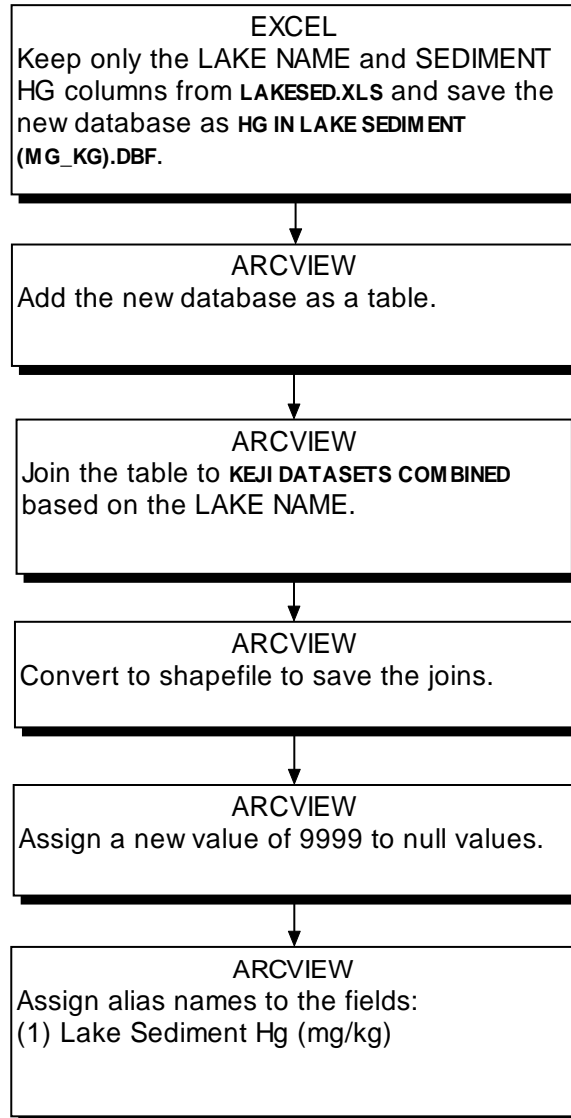 EXCEL
Keep only the LAKE NAME and SEDIMENT
HG columns from LAKESED.XLS and save the
new database as HG IN LAKE SEDIMENT
(MG_KG).DBF.
ARCVIEW
Add the new database as a table.
ARCVIEW
Join the table to KEJI DATASETS COMBINED
based on the LAKE NAME.
ARCVIEW
Convert to shapefile to save the joins.
ARCVIEW
Assign a new value of 9999 to null values.
ARCVIEW
Assign alias names to the fields:
(1) Lake Sediment Hg (mg/kg)